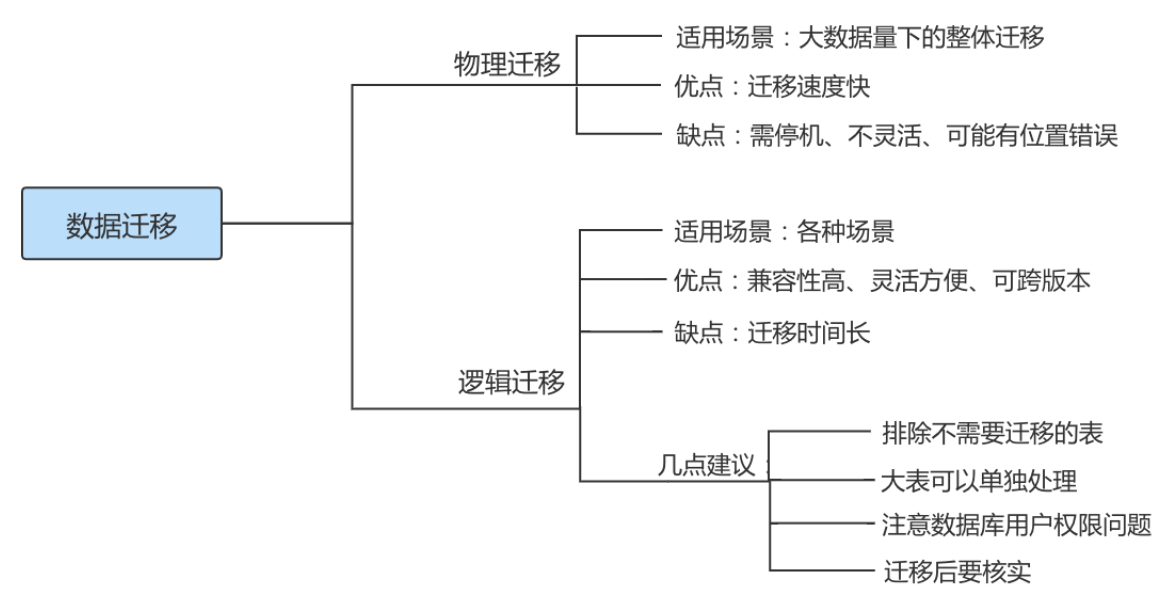 物理迁移
适用场景：大数据量下的整体迁移
优点：迁移速度快
缺点：需停机、不灵活、可能有位置错误
数据迁移
适用场景：各种场景
优点：兼容性高、灵活方便、可跨版本
缺点：迁移时间长
逻辑迁移
几点建议：
排除不需要迁移的表
大表可以单独处理
注意数据库用户权限问题
迁移后要核实